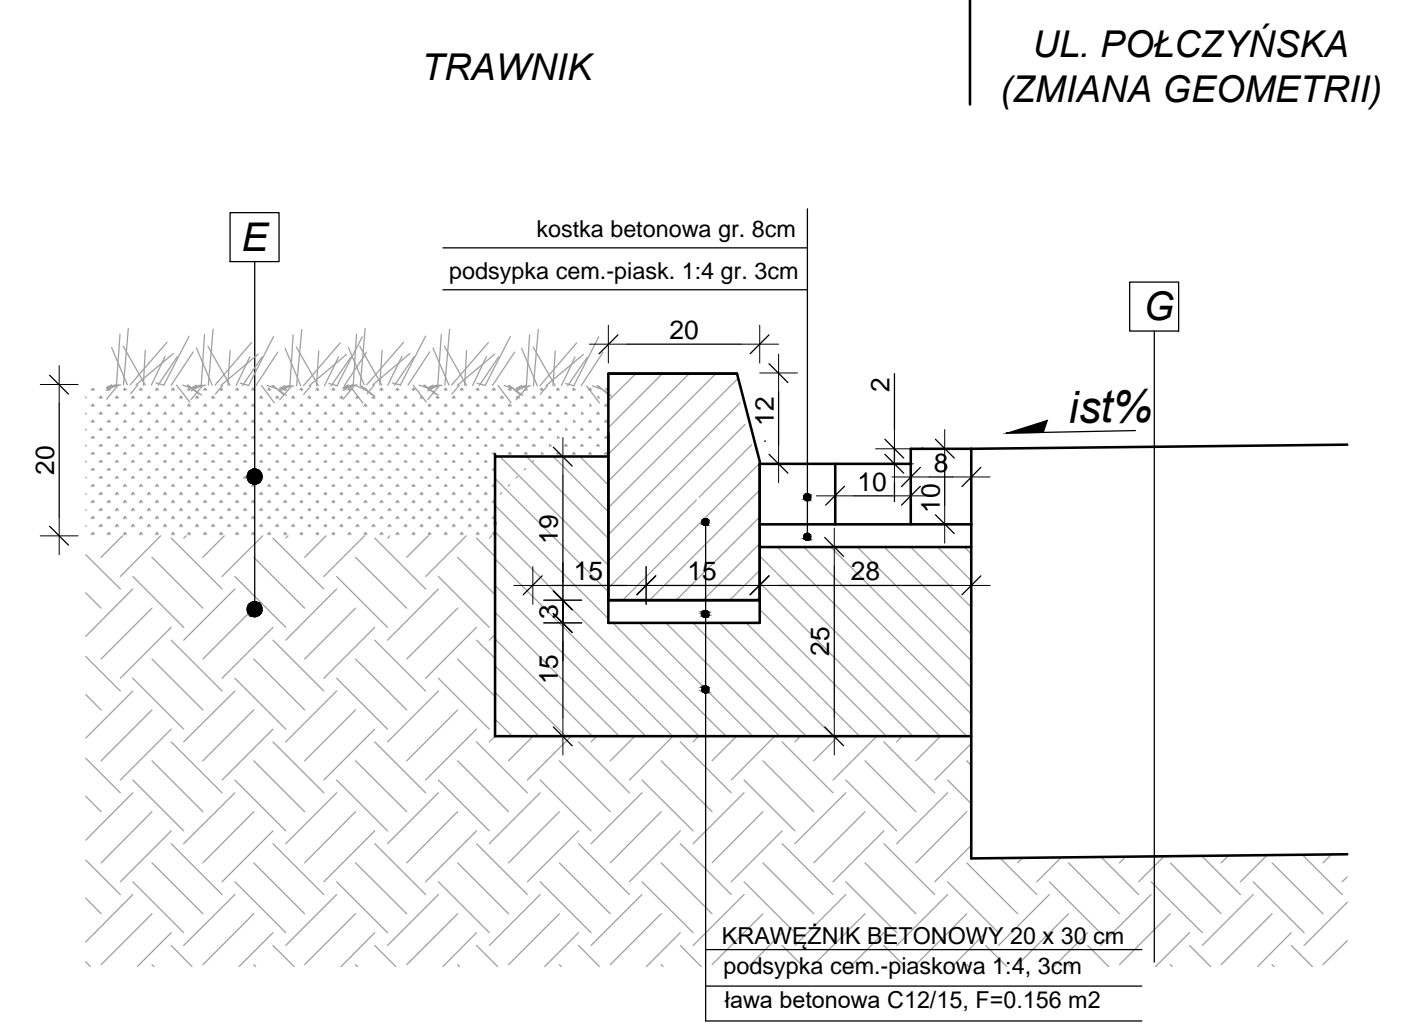 TRAWNIK
UL. POŁCZYŃSKA
(ZMIANA GEOMETRII)
E
kostka betonowa gr. 8cm
podsypka cem.-piask. 1:4 gr. 3cm
G
20
2
12
ist%
20
8
10
10
19
15
15
28
3
25
15
KRAWĘŻNIK BETONOWY 20 x 30 cm
podsypka cem.-piaskowa 1:4, 3cm
ława betonowa C12/15, F=0.156 m2